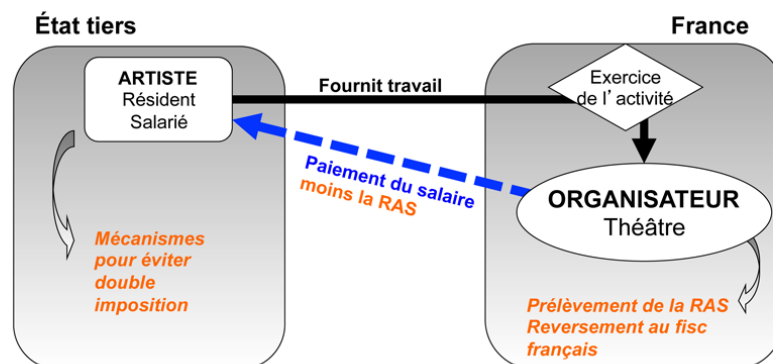 État tiers
France
ARTISTE
Résident
Salarié
Fournit travail
Exercice
de l'activité
Paiement du salaire
moins la RAS
ORGANISATEUR
Théâtre
Mécanismes
pour éviter
double
imposition
Prélèvement de la RAS
Reversement au fisc
français